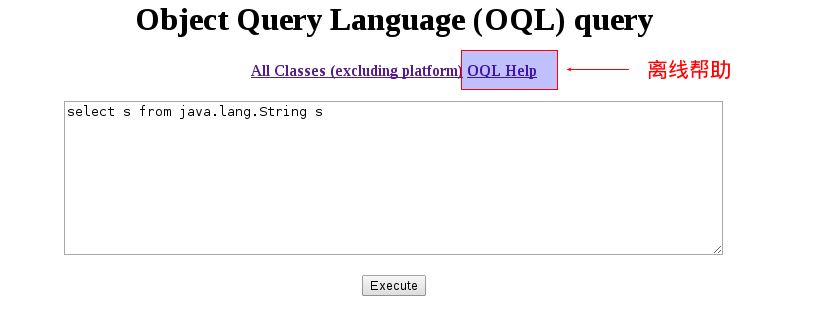 Object Query Language (OQL) query
All Classes (excluding platform) OQL Help 离线帮助
select s from java.lang.String s
Execute